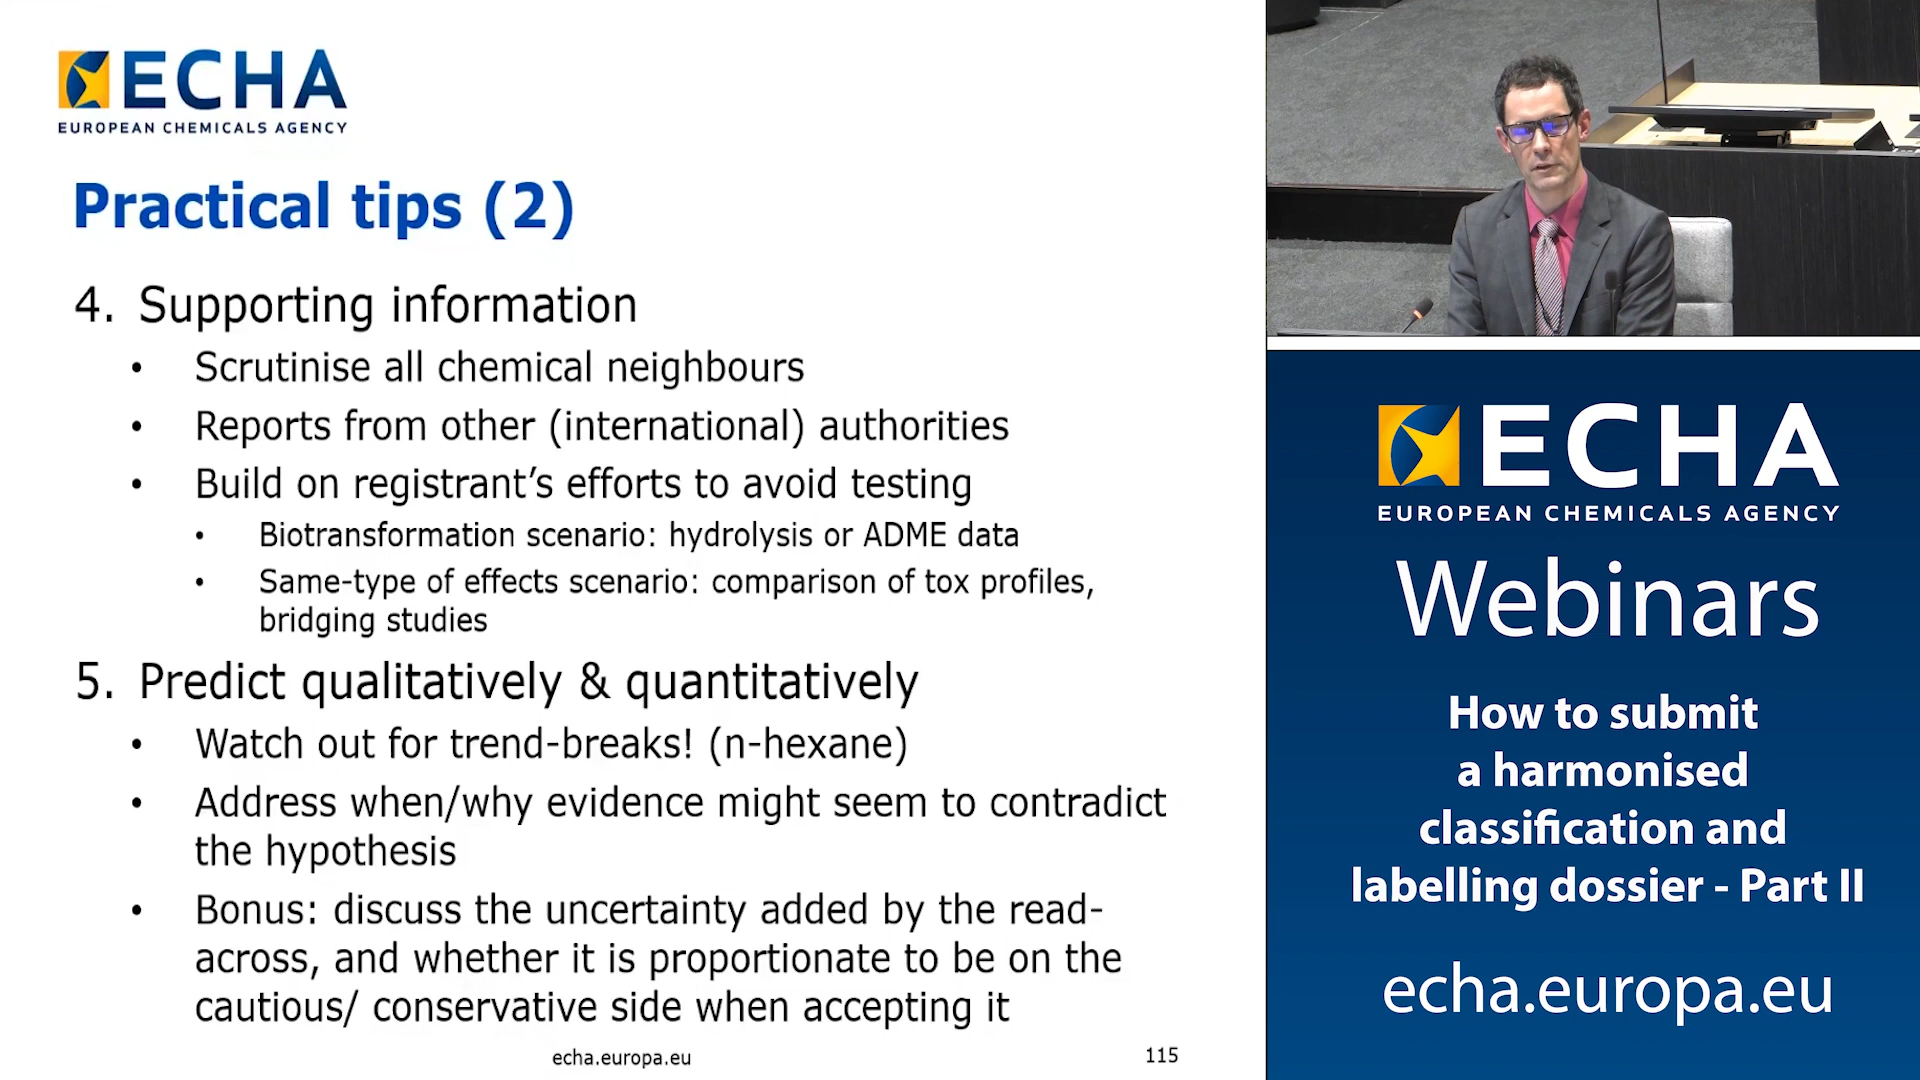 ECHA
EUROPEAN CHEMICALS AGENCY
Practical tips (2)
4. Supporting information
• Scrutinise all chemical neighbours
• Reports from other (international) authorities
• Build on registrant’s efforts to avoid testing
• Biotransformation scenario: hydrolysis or ADME data
• Same-type of effects scenario: comparison of tox profiles,
bridging studies
5. Predict qualitatively & quantitatively
• Watch out for trend-breaks! (n-hexane)
• Address when/why evidence might seem to contradict
the hypothesis
• Bonus: discuss the uncertainty added by the read-
across, and whether it is proportionate to be on the
cautious/ conservative side when accepting it
echa.europa.eu
115
ECHA
EUROPEAN CHEMICALS AGENCY
Webinars
How to submit
a harmonised
classification and
labelling dossier - Part II
echa.europa.eu